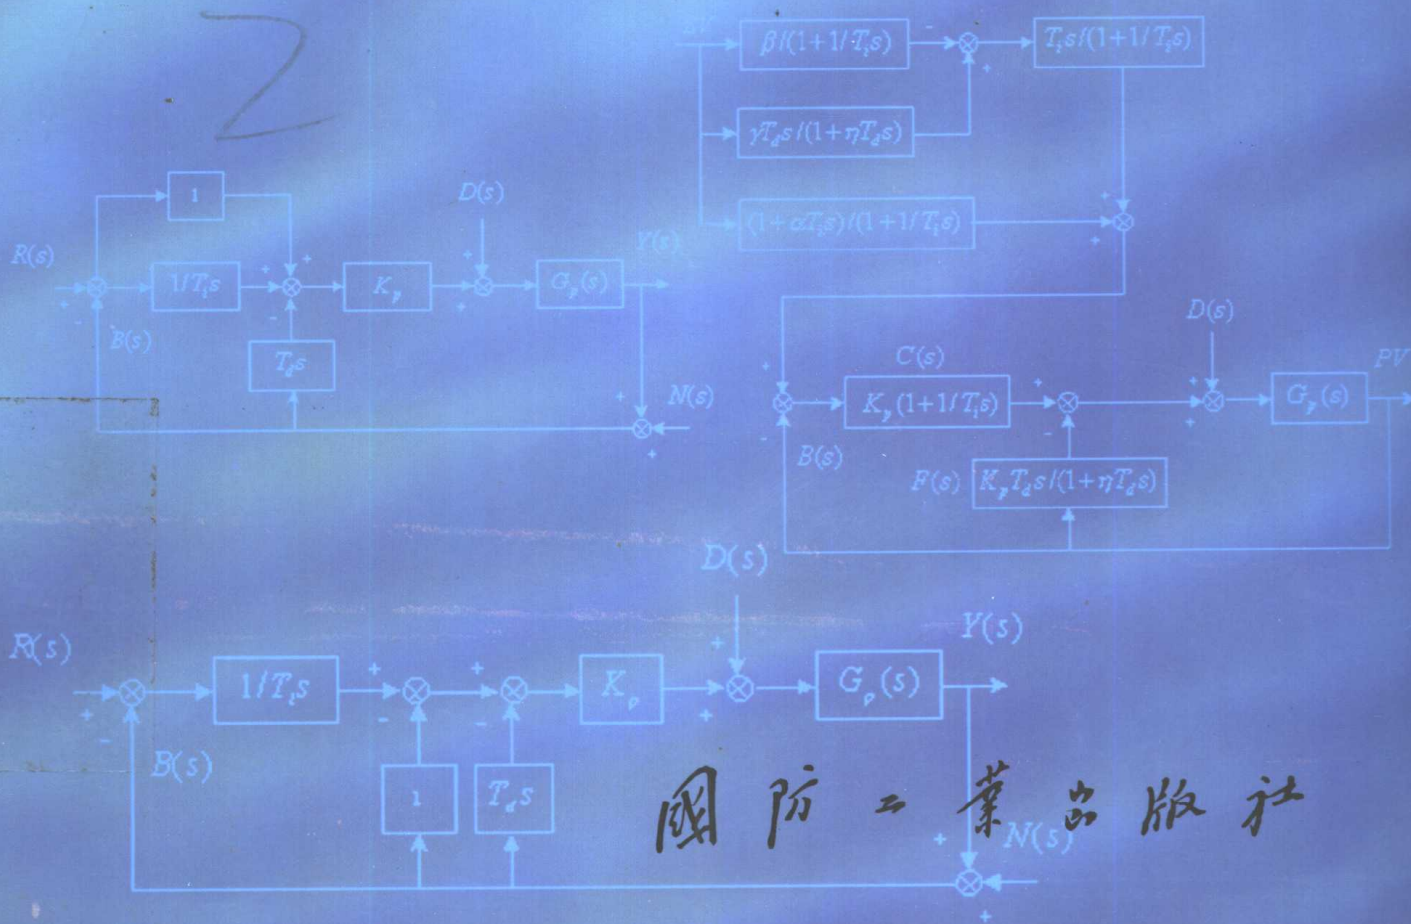 β/(1+1/T_i s)
T_i s/(1+1/T_i s)
γT_d s/(1+ηT_d s)
(1+αT_i s)/(1+1/T_i s)
1
D(s)
R(s)
Y(s)
1/T_i s
K_p
G_p(s)
B(s)
T_d s
N(s)
D(s)
C(s)
PV
K_p(1+1/T_i s)
G_p(s)
B(s)
F(s)
K_p T_d s/(1+ηT_d s)
D(s)
R(s)
Y(s)
1/T_i s
K_p
G_p(s)
B(s)
1
T_d s
N(s)
國防工業出版社